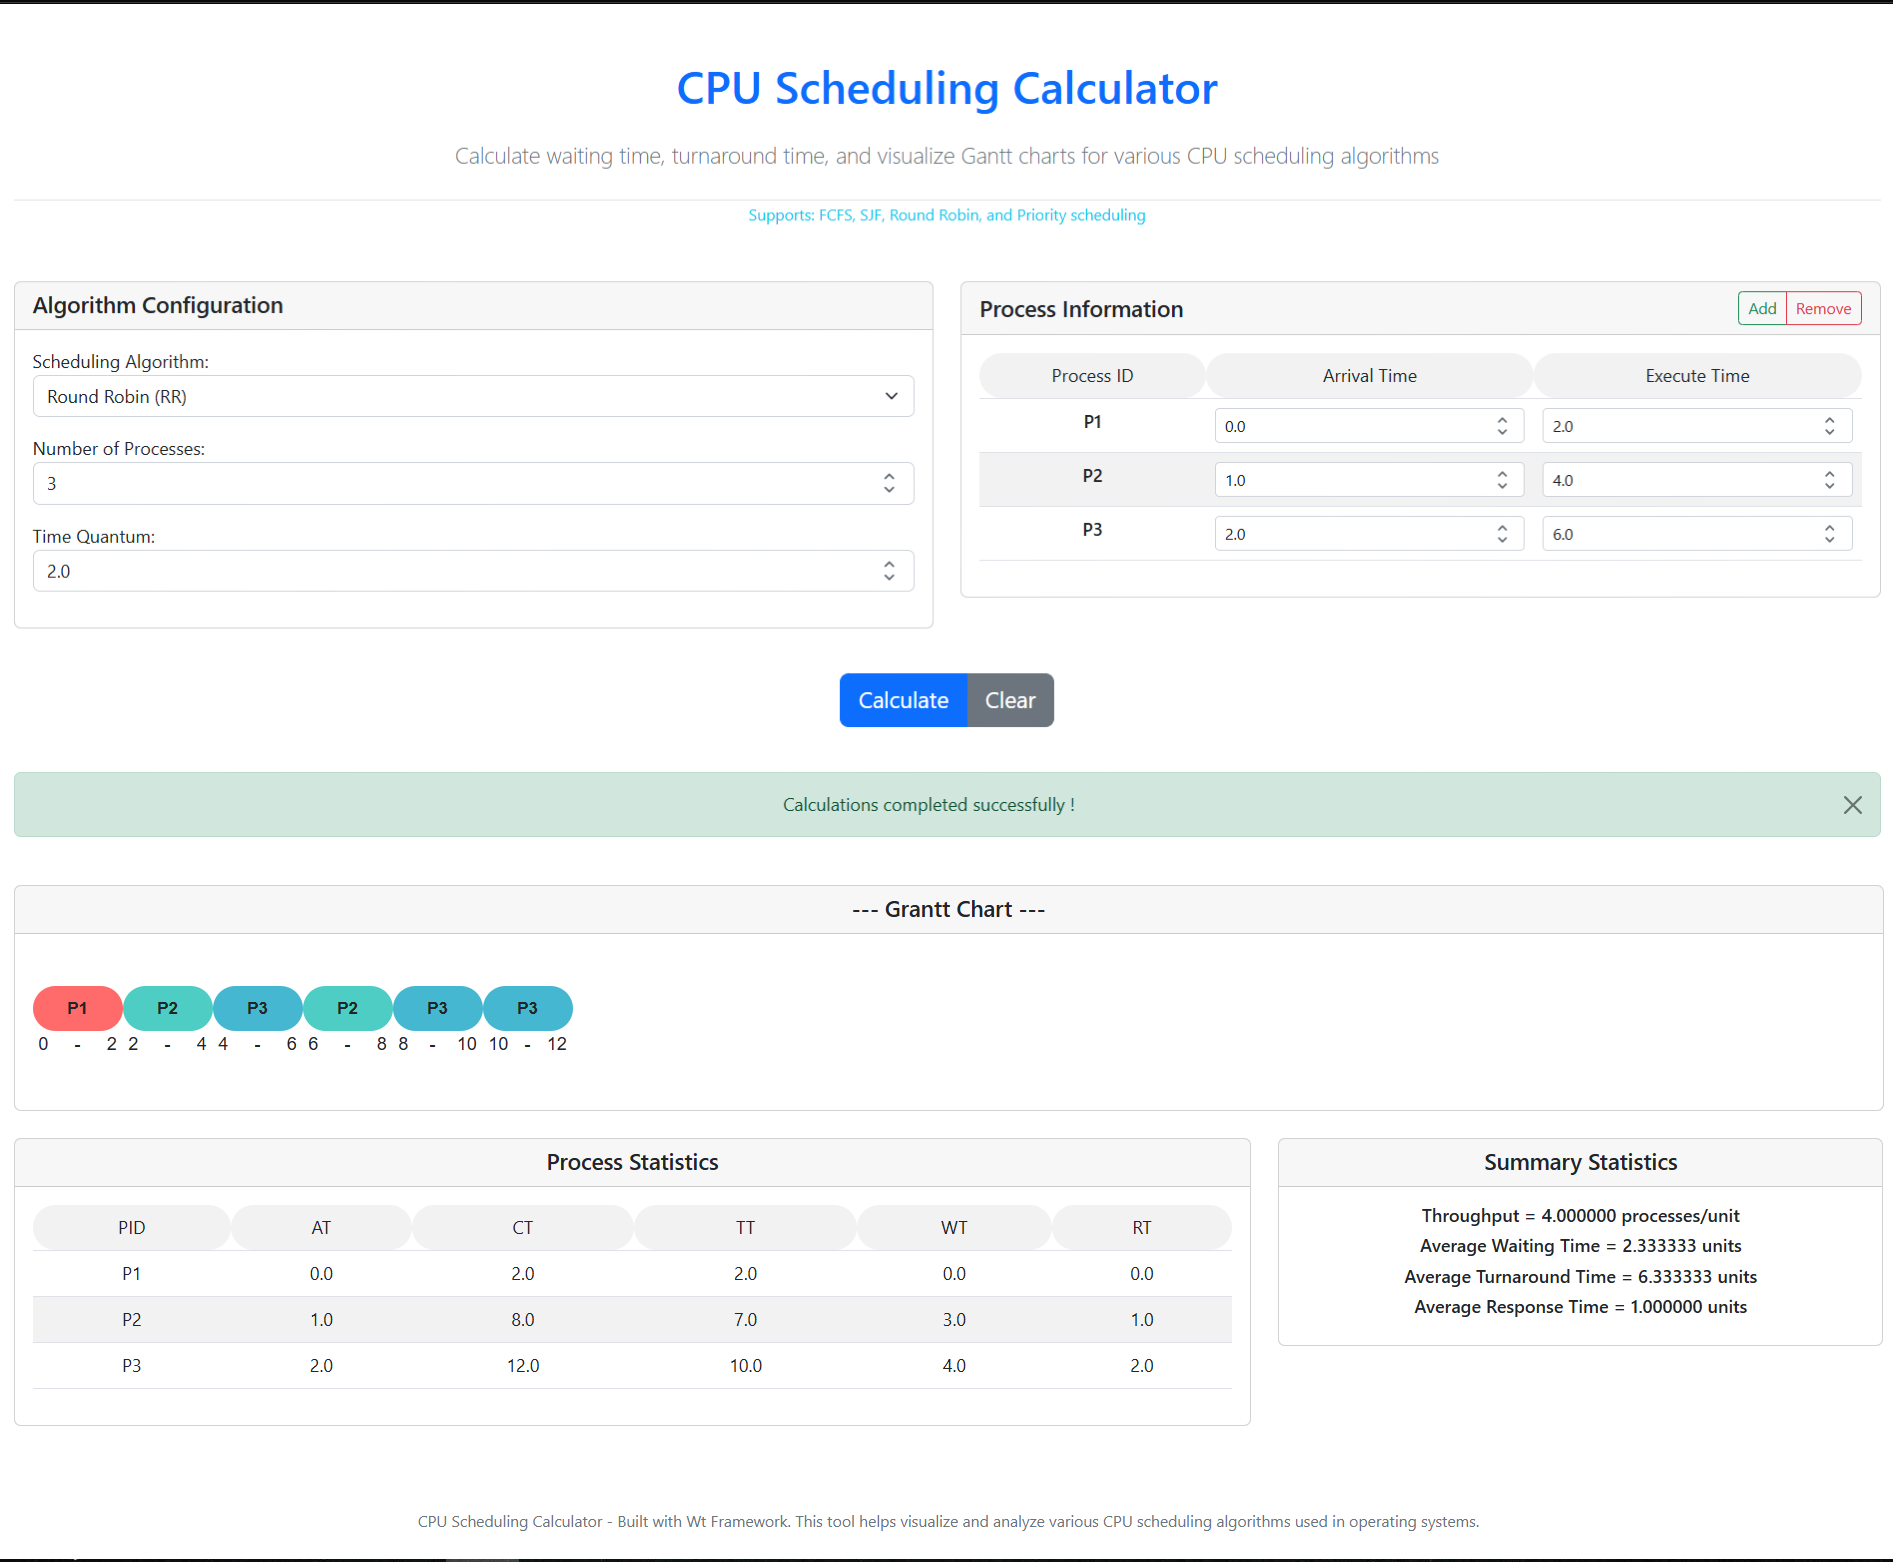 CPU Scheduling Calculator
Calculate waiting time, turnaround time, and visualize Gantt charts for various CPU scheduling algorithms
Supports: FCFS, SJF, Round Robin, and Priority scheduling
Algorithm Configuration
Scheduling Algorithm:
Round Robin (RR)
Number of Processes:
3
Time Quantum:
2.0
Process Information
Add Remove
Process ID Arrival Time Execute Time
P1 0.0 2.0
P2 1.0 4.0
P3 2.0 6.0
Calculate Clear
Calculations completed successfully !
--- Grantt Chart ---
P1 P2 P3 P2 P3 P3
0 - 2 2 - 4 4 - 6 6 - 8 8 - 10 10 - 12
Process Statistics
PID AT CT TT WT RT
P1 0.0 2.0 2.0 0.0 0.0
P2 1.0 8.0 7.0 3.0 1.0
P3 2.0 12.0 10.0 4.0 2.0
Summary Statistics
Throughput = 4.000000 processes/unit
Average Waiting Time = 2.333333 units
Average Turnaround Time = 6.333333 units
Average Response Time = 1.000000 units
CPU Scheduling Calculator - Built with Wt Framework. This tool helps visualize and analyze various CPU scheduling algorithms used in operating systems.